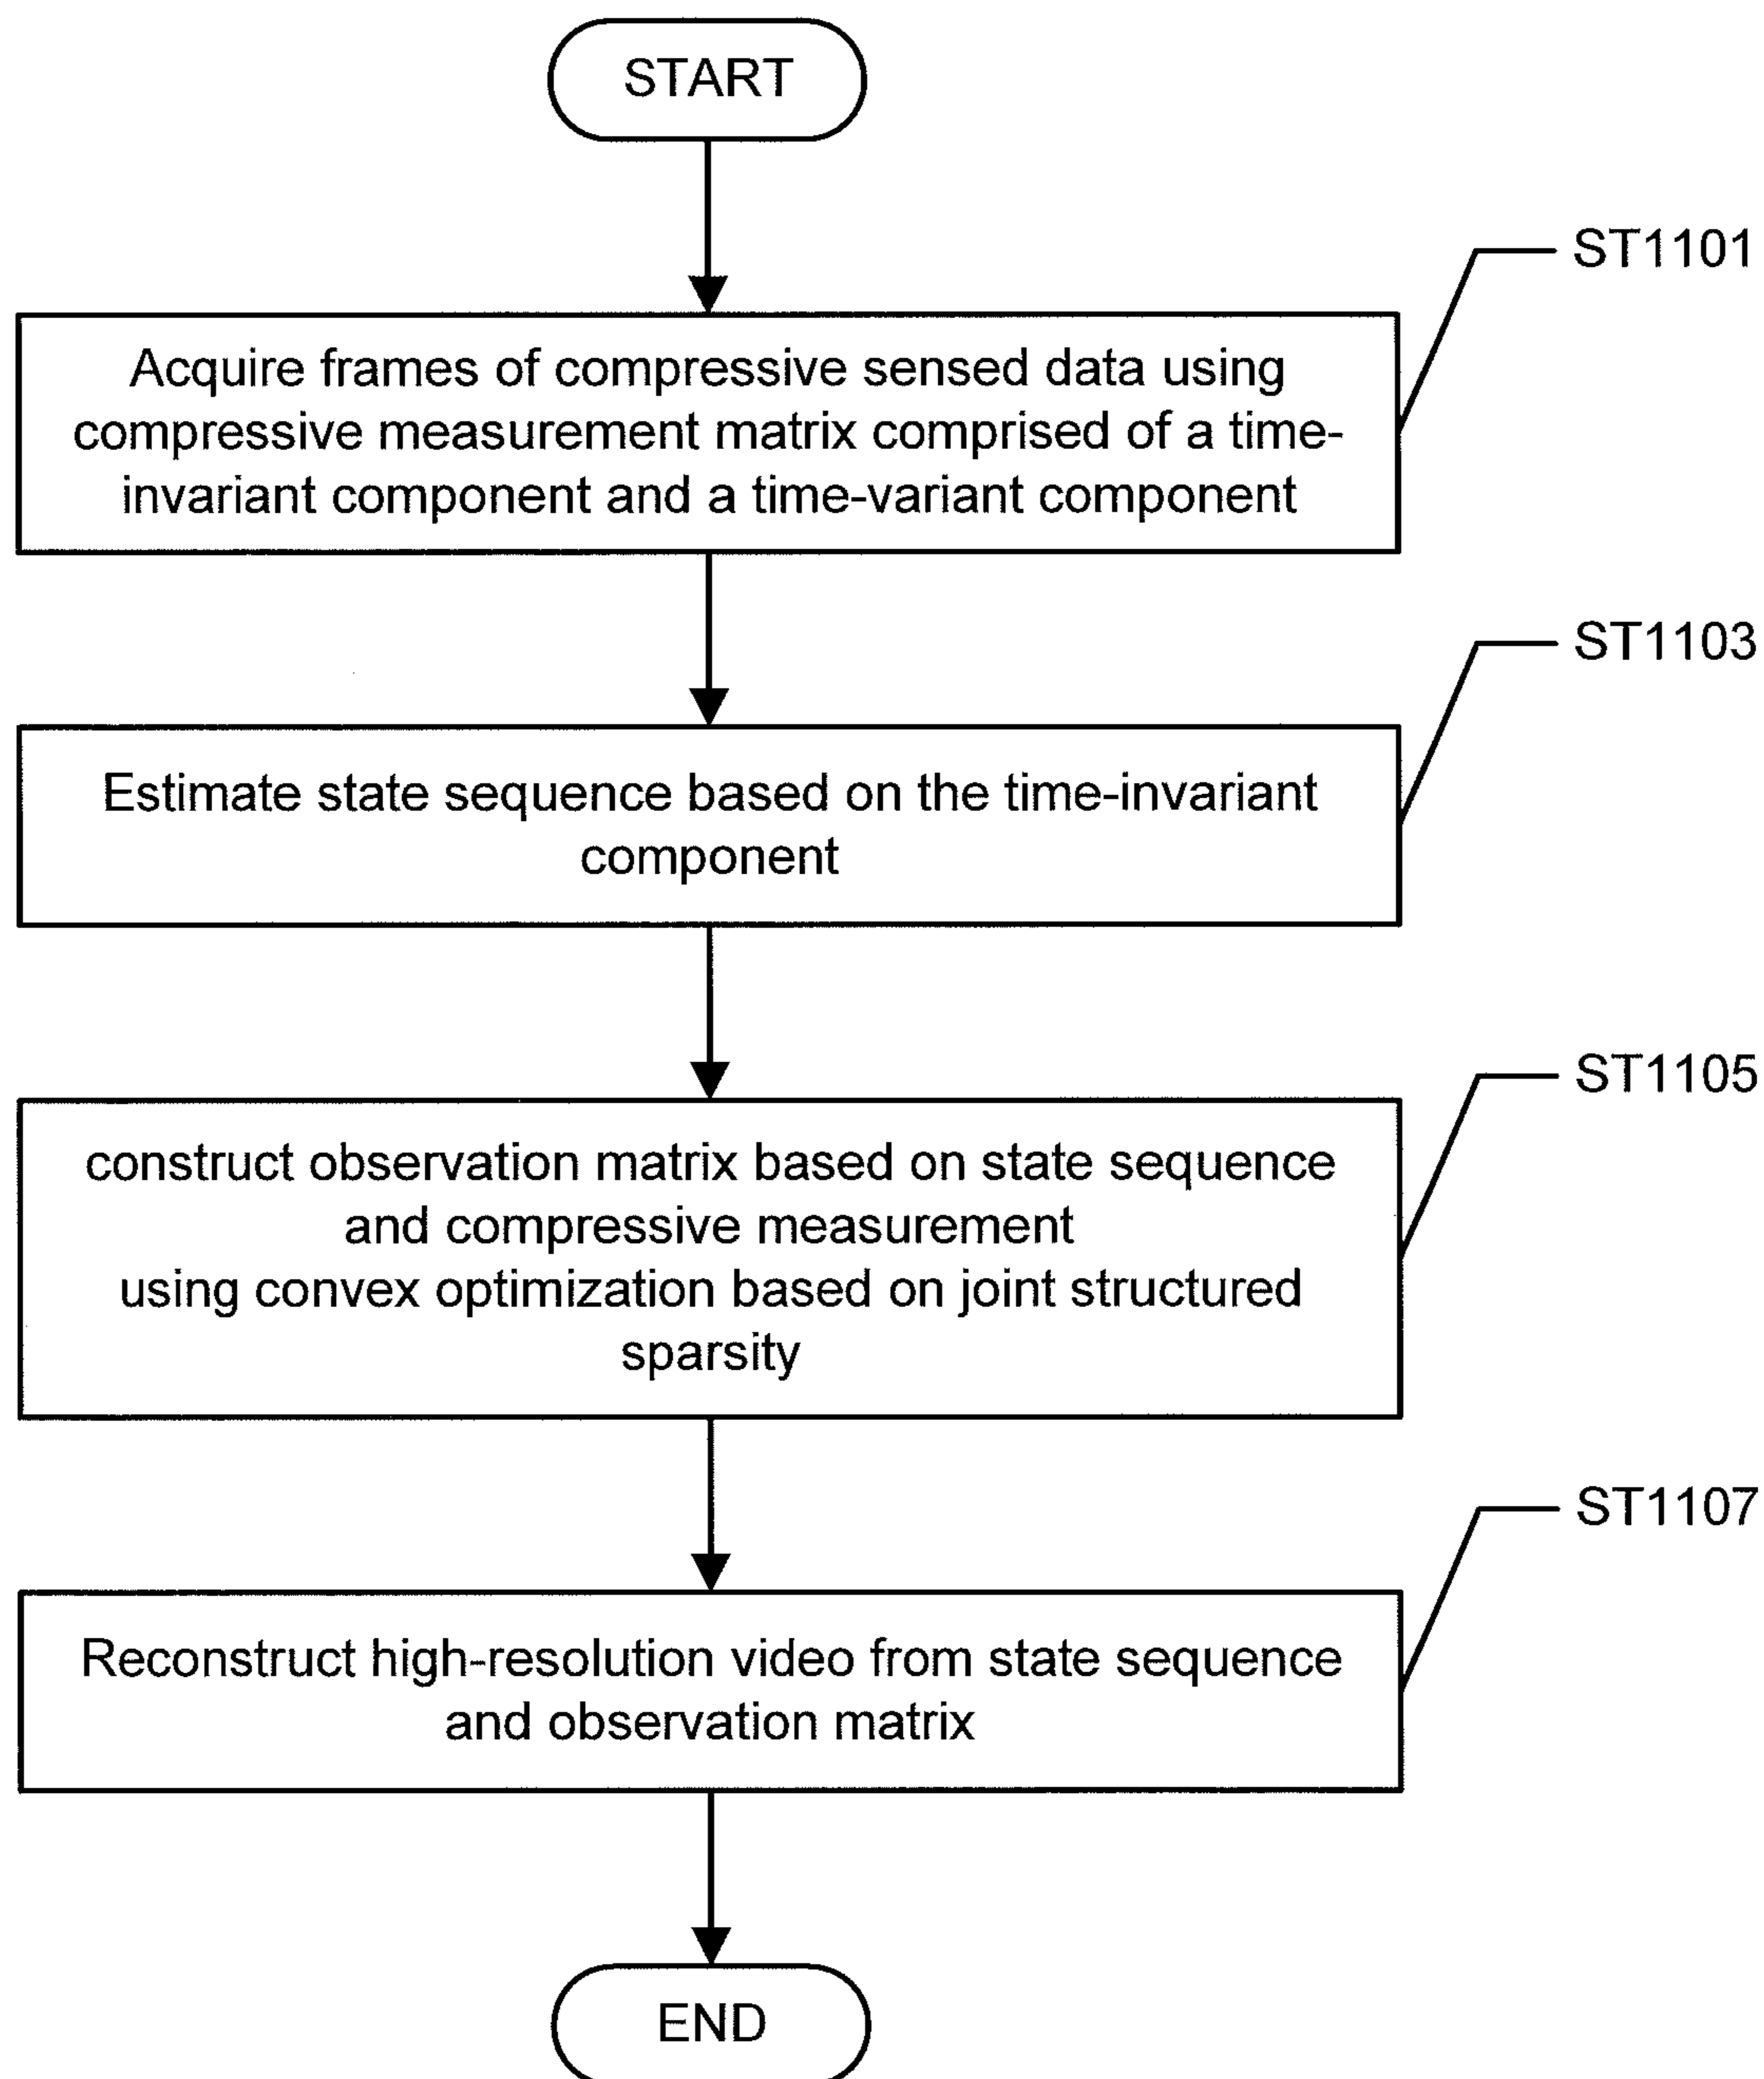 START
ST1101
Acquire frames of compressive sensed data using
compressive measurement matrix comprised of a time-
invariant component and a time-variant component
ST1103
Estimate state sequence based on the time-invariant
component
ST1105
construct observation matrix based on state sequence
and compressive measurement
using convex optimization based on joint structured
sparsity
ST1107
Reconstruct high-resolution video from state sequence
and observation matrix
END